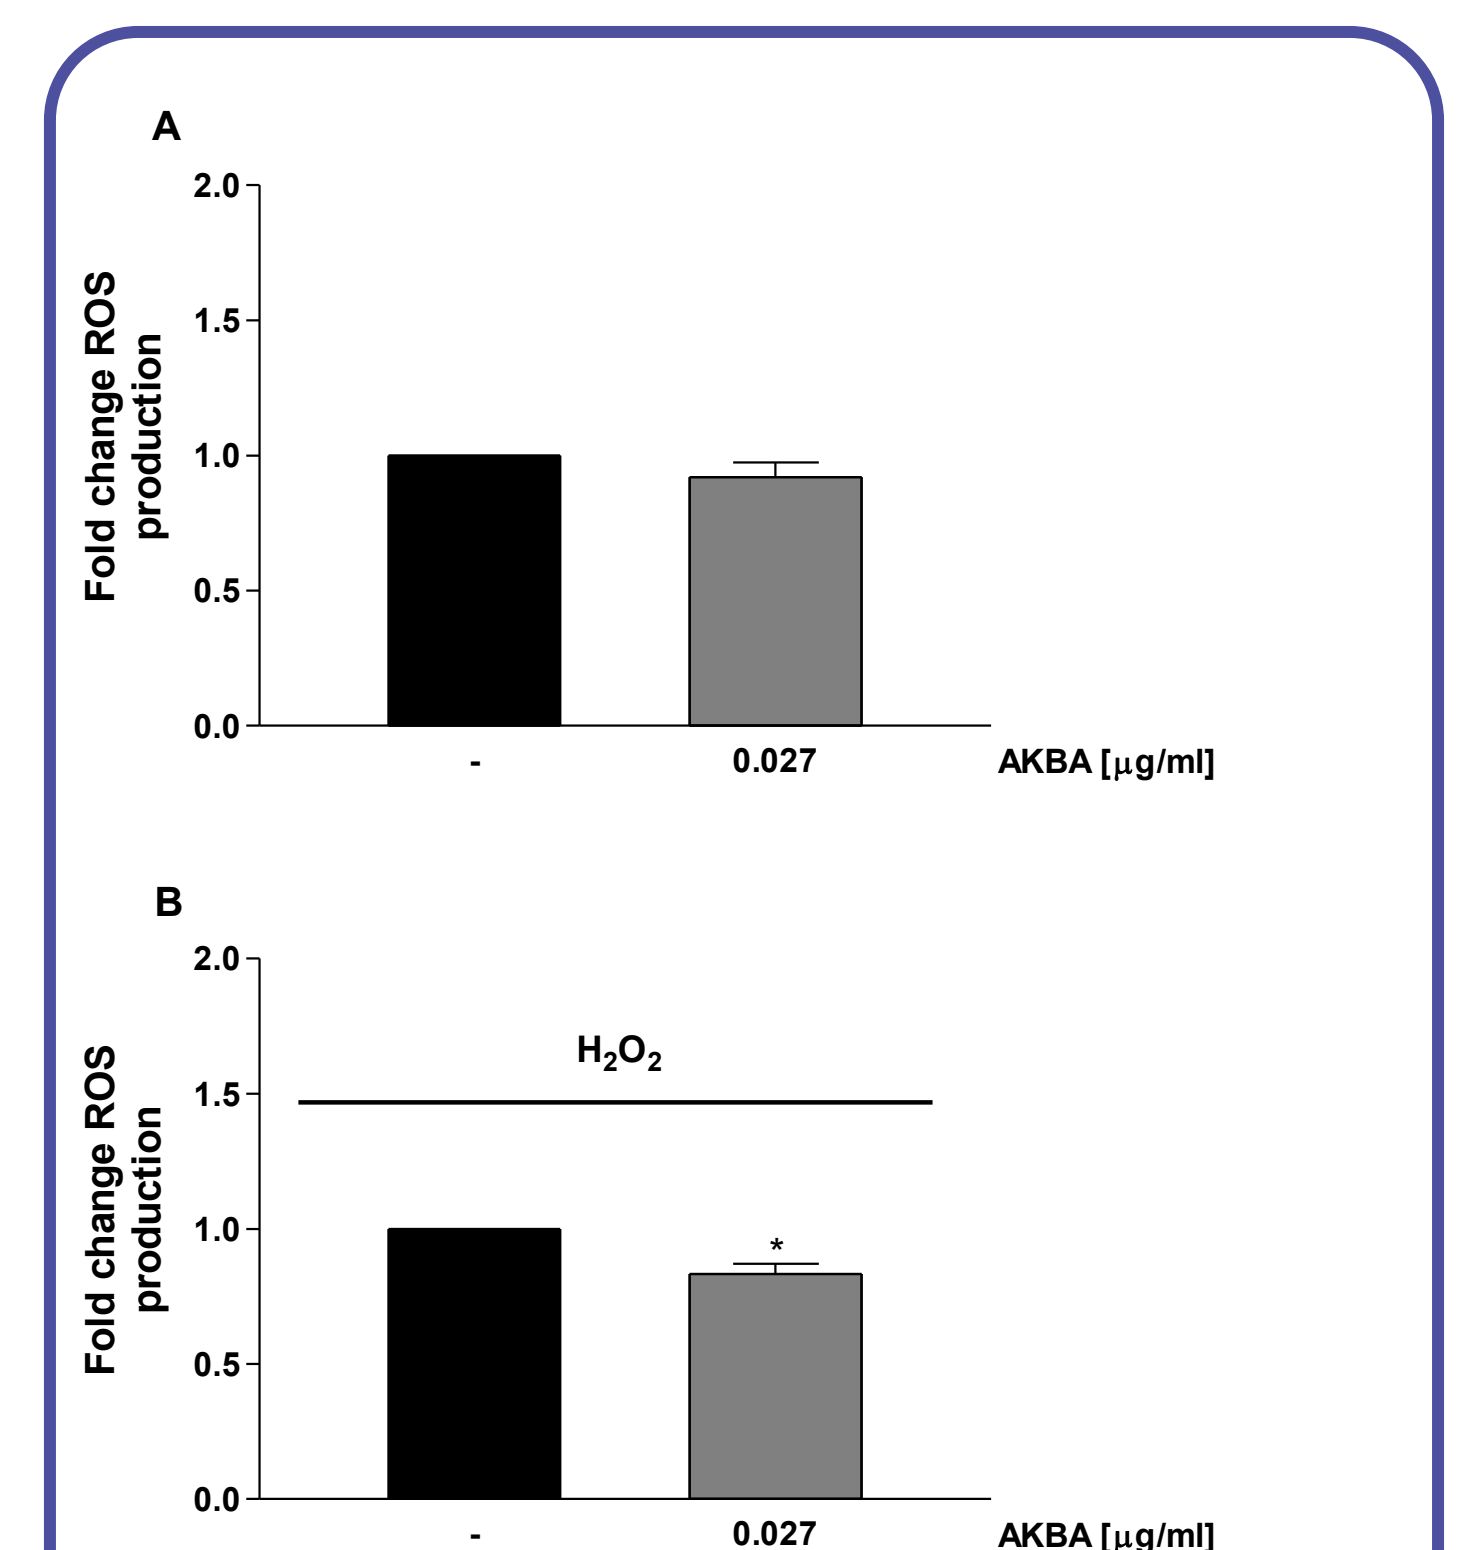 A
2.0
1.5
1.0
0.5
0.0
Fold change ROS
production
- 0.027 AKBA [μg/ml]
B
2.0
1.5
1.0
0.5
0.0
Fold change ROS
production
H₂O₂
*
- 0.027 AKBA [μg/ml]